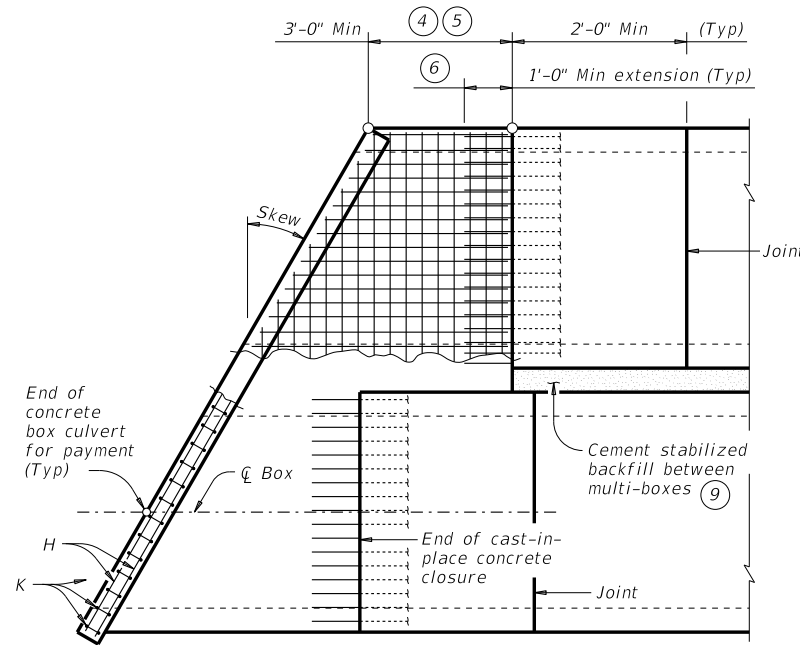 3'-0" Min
4 5
2'-0" Min
(Typ)
6
1'-0" Min extension (Typ)
Skew
Joint
End of
concrete
box culvert
for payment
(Typ)
℄ Box
Cement stabilized
backfill between
multi-boxes 9
H
End of cast-in-
place concrete
closure
K
Joint